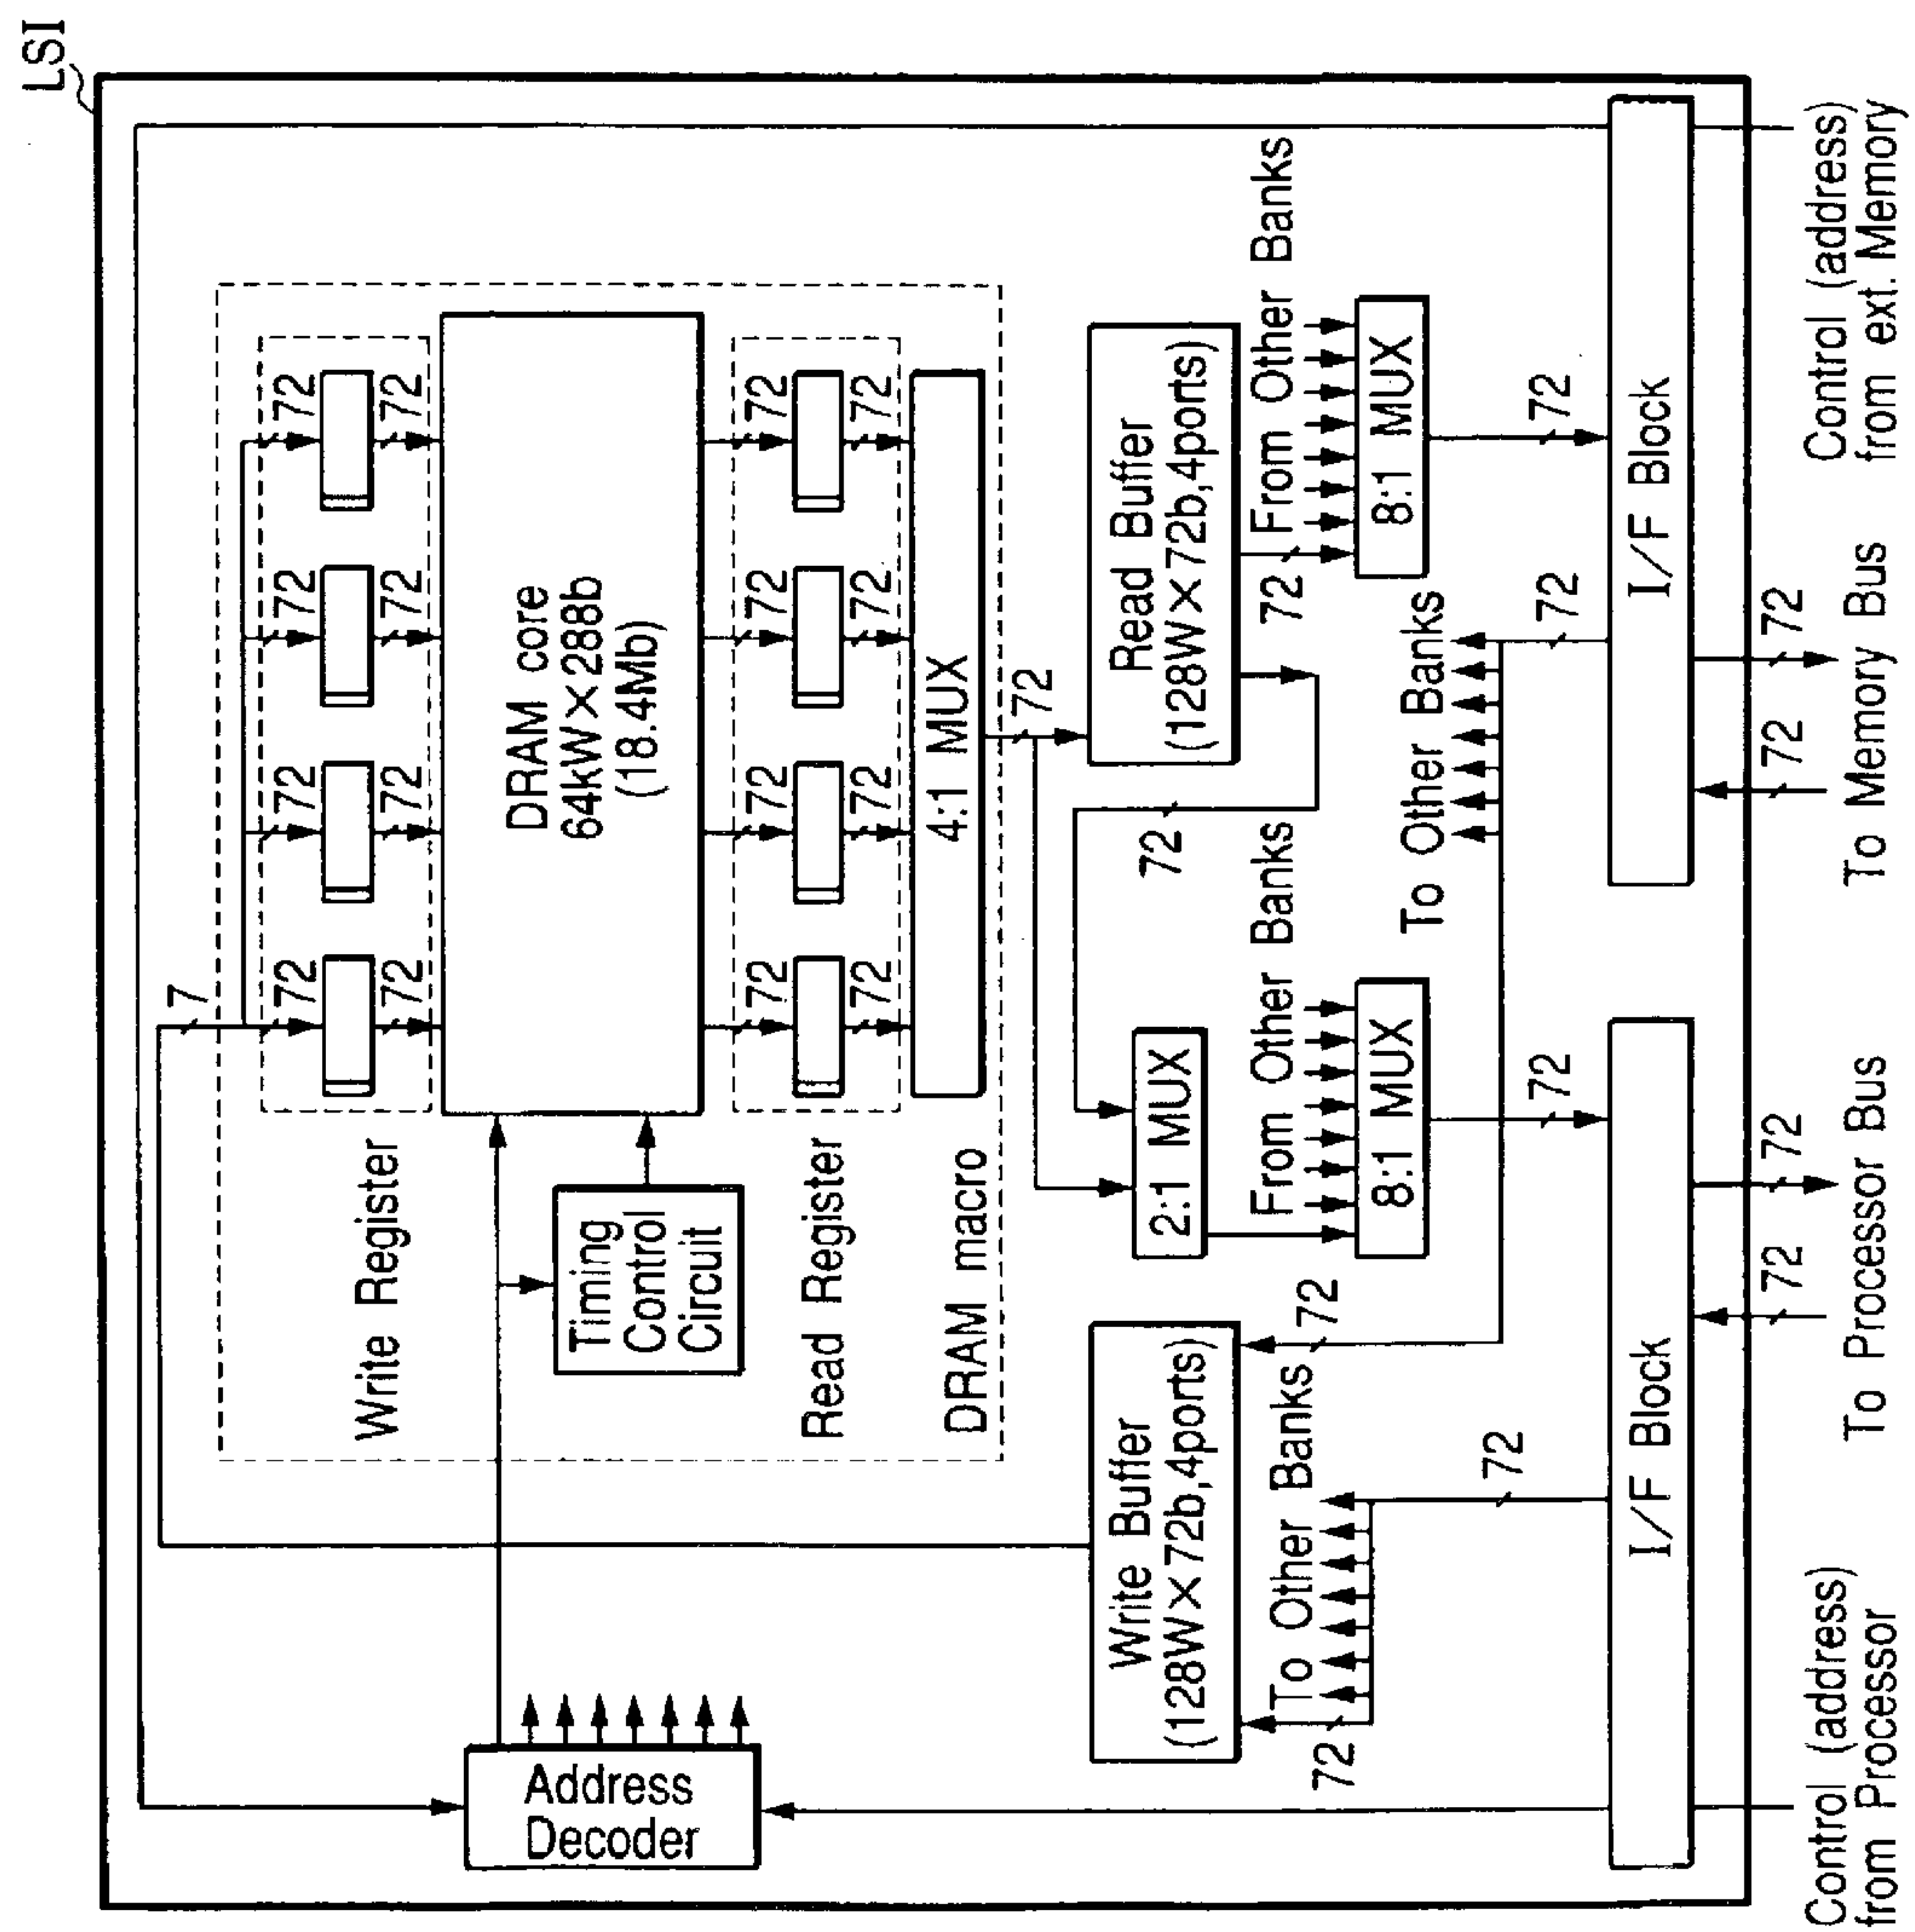 LSI
7
72 72 72 72
Write Register
72 72 72 72
Address
Decoder
Timing
Control
Circuit
DRAM core
64kW×288b
(18.4Mb)
72 72 72 72
Read Register
72 72 72 72
DRAM macro
4:1 MUX
72
Write Buffer
(128W×72b,4ports)
2:1 MUX
72
Read Buffer
(128W×72b,4ports)
72
To Other Banks
72
From Other Banks
72
From Other Banks
8:1 MUX
8:1 MUX
To Other Banks
72
72
72
72
I/F Block
I/F Block
72
72
72
72
Control (address)
from Processor
To Processor Bus
To Memory Bus
Control (address)
from ext. Memory